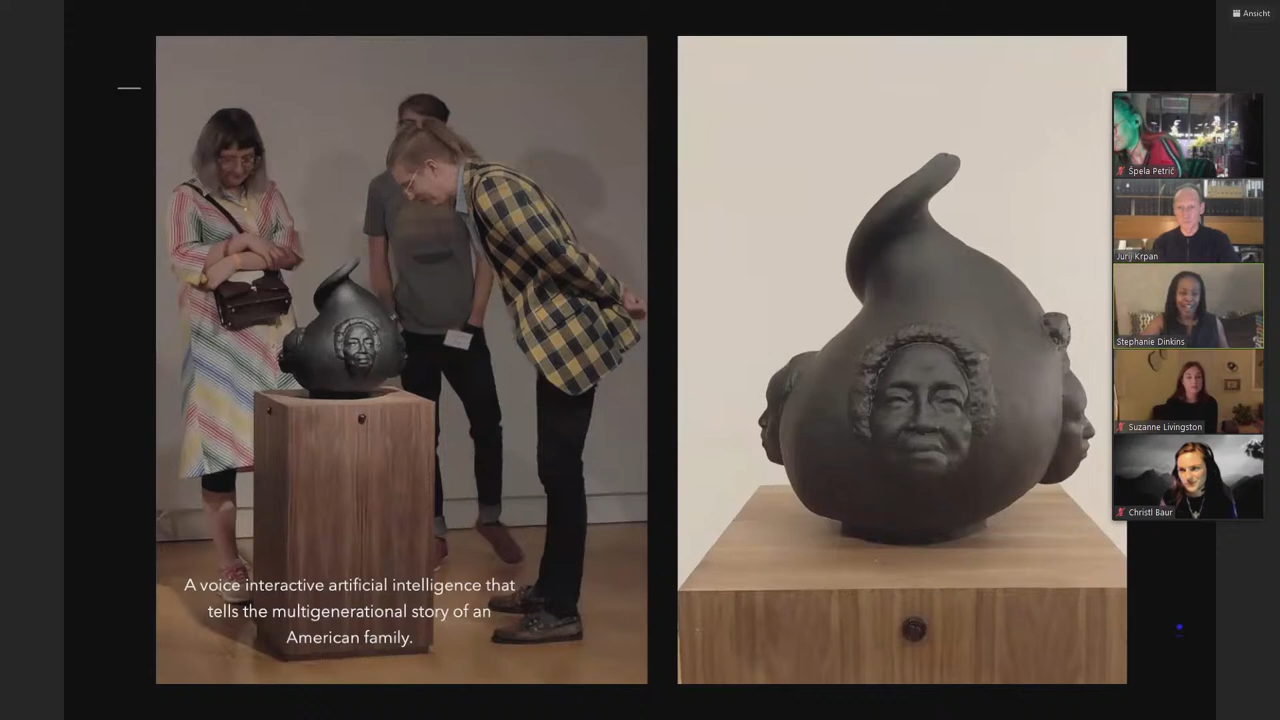 Ansicht
Špela Petrič
Jurij Krpan
Stephanie Dinkins
Suzanne Livingston
Christl Baur
A voice interactive artificial intelligence that
tells the multigenerational story of an
American family.